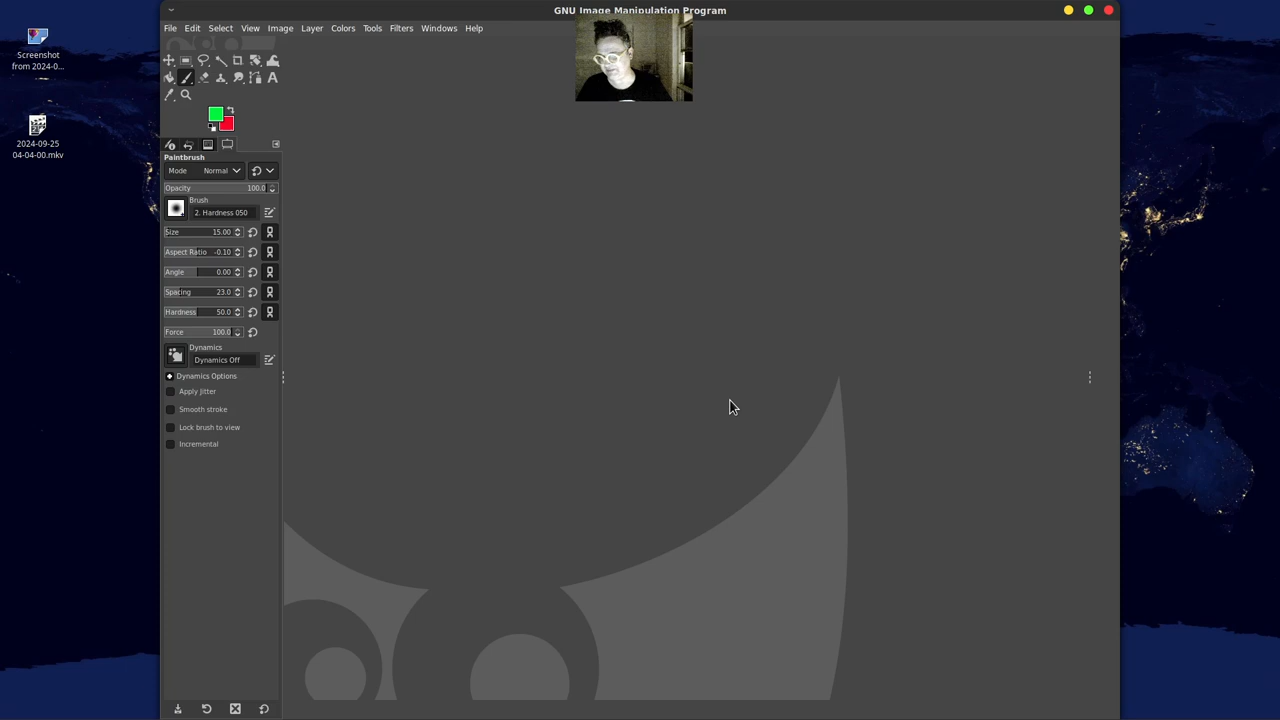 GNU Image Manipulation Program
File Edit Select View Image Layer Colors Tools Filters Windows Help
Screenshot
from 2024-0...
2024-09-25
04-04-00.mkv
Paintbrush
Mode Normal
Opacity 100.0
Brush
2. Hardness 050
Size 15.00
Aspect Ratio -0.10
Angle 0.00
Spacing 23.0
Hardness 50.0
Force 100.0
Dynamics
Dynamics Off
Dynamics Options
Apply Jitter
Smooth stroke
Lock brush to view
Incremental